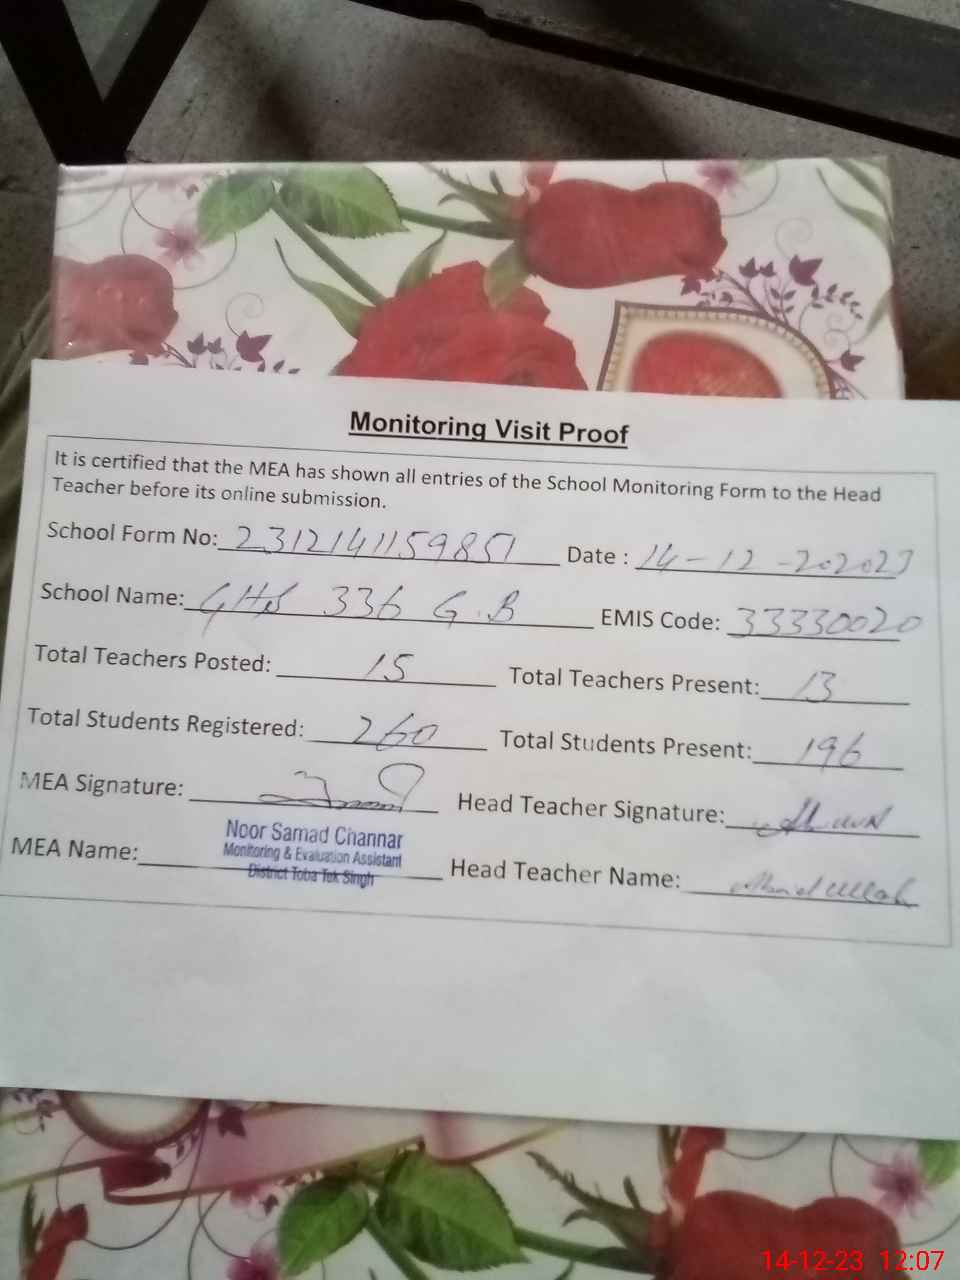 Monitoring Visit Proof
It is certified that the MEA has shown all entries of the School Monitoring Form to the Head
Teacher before its online submission.
School Form No: 2312141159851 Date : 14-12-202023
School Name: GHS 336 G.B EMIS Code: 33330020
Total Teachers Posted: 15 Total Teachers Present: 13
Total Students Registered: 260 Total Students Present: 196
MEA Signature: Head Teacher Signature:
Noor Samad Channar
Monitoring & Evaluation Assistant
District Toba Tek Singh
MEA Name: Head Teacher Name:
14-12-23 12:07